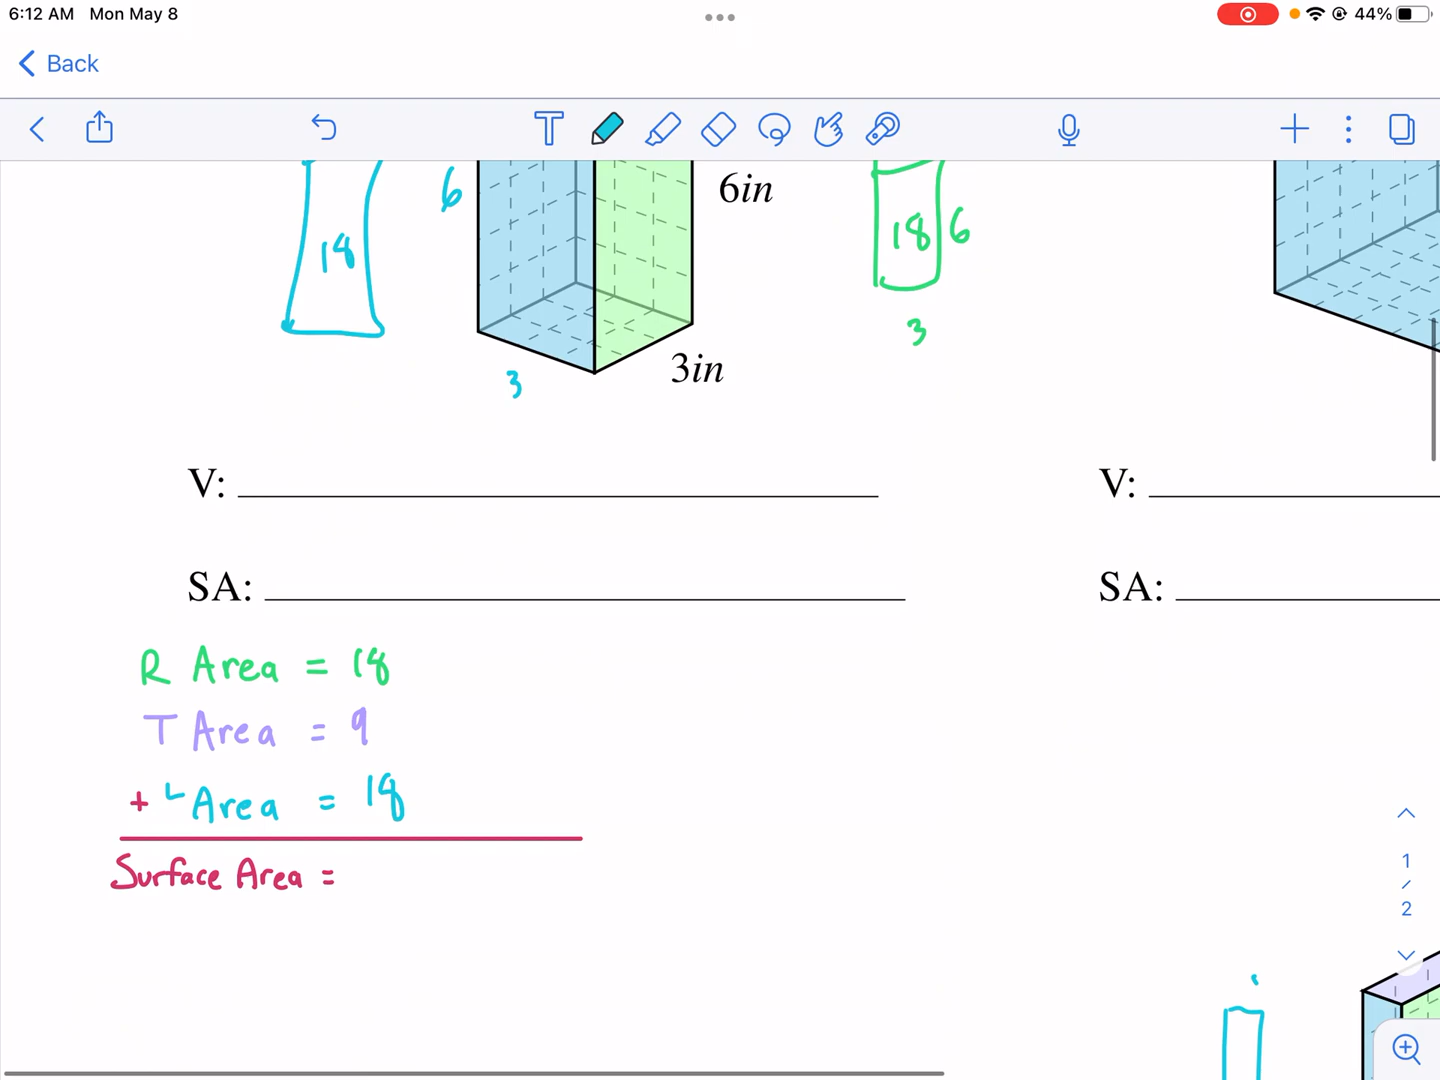 6:12 AM Mon May 8
44%
Back
T
6
6in
18
18
6
3
3in
3
V:
V:
SA:
SA:
R Area = 18
T Area = 9
+ L Area = 18
Surface Area =
1
/
2